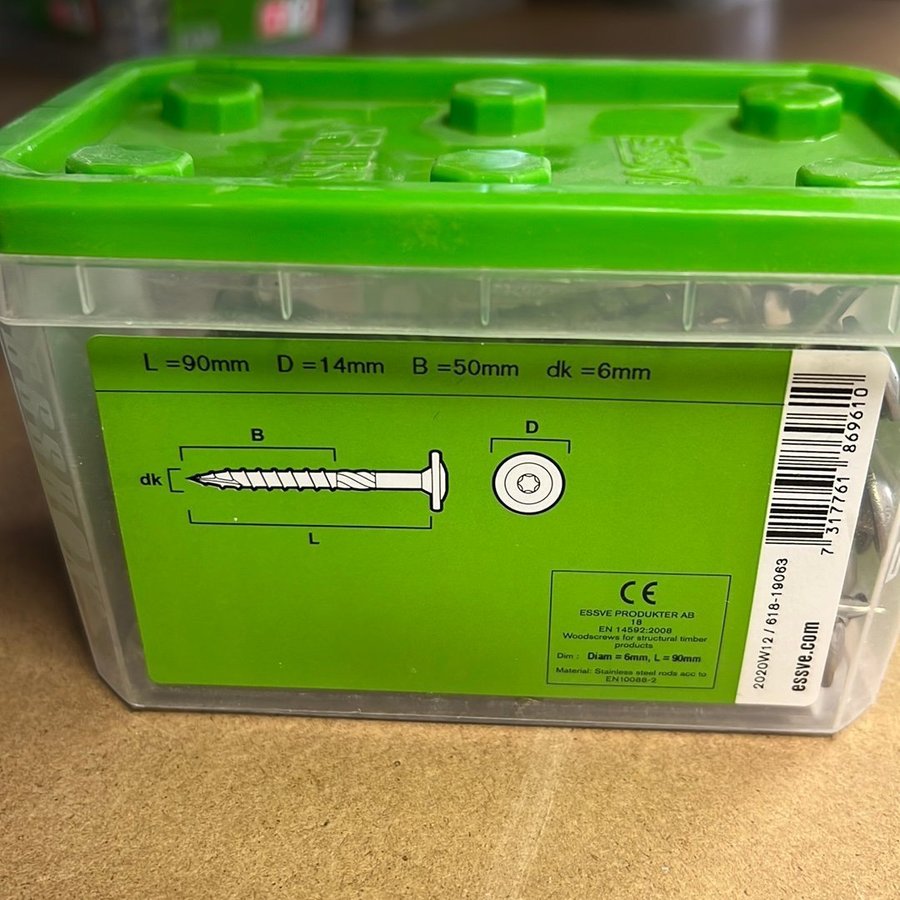 L =90mm D =14mm B =50mm dk =6mm
B
D
dk
L
CE
ESSVE PRODUKTER AB
18
EN 14592:2008
Woodscrews for structural timber
products
Dim : Diam = 6mm, L = 90mm
Material: Stainless steel rods acc to
EN10088-2
7 317761 869610
2020W12 / 618-19063
essve.com